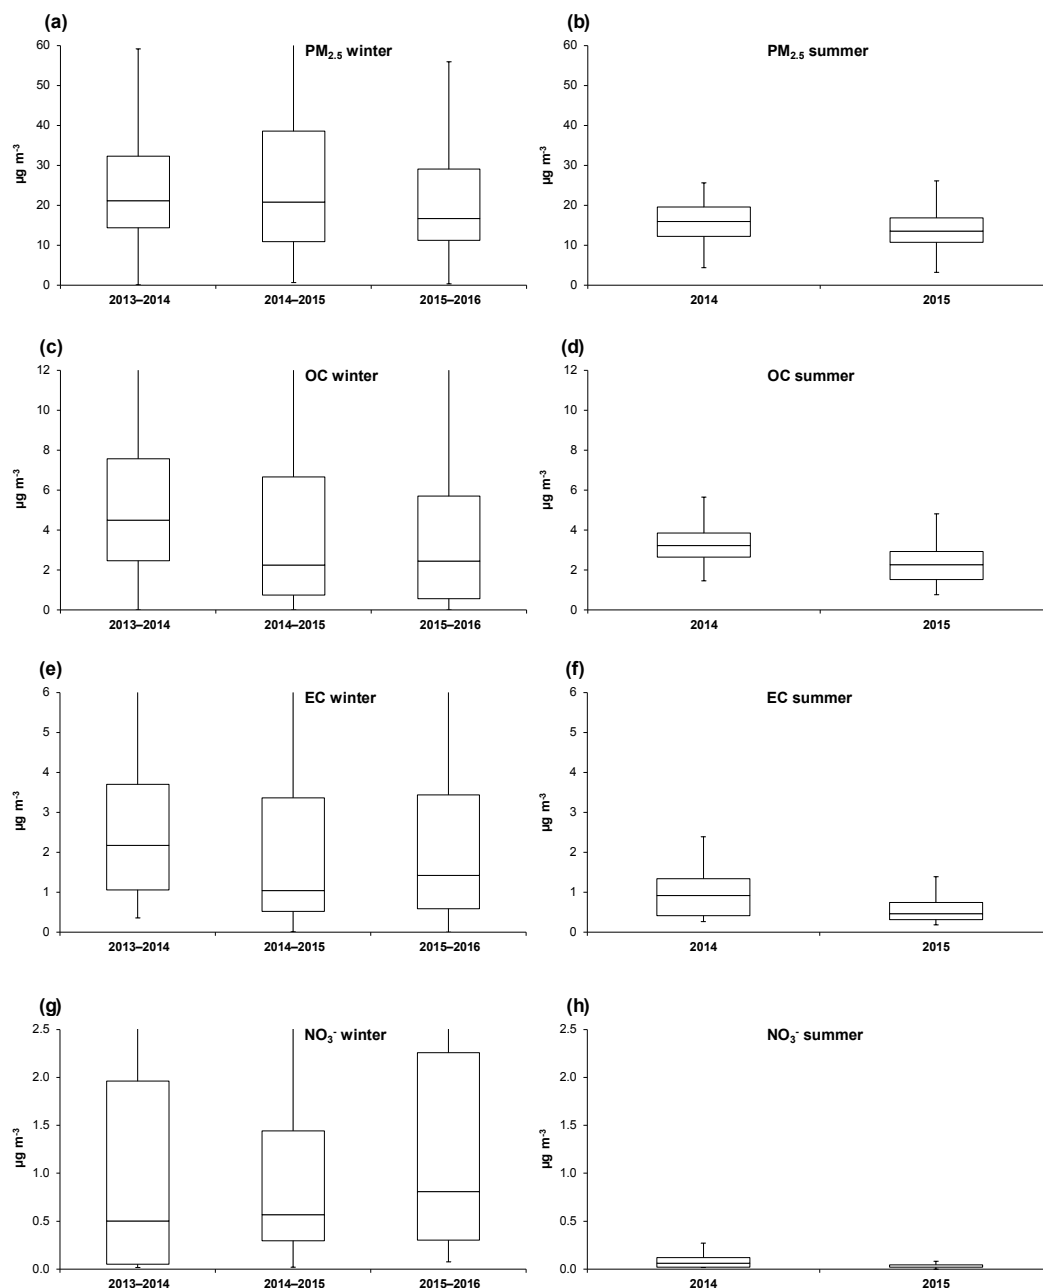 (a)
PM2.5 winter
60
50
40
30
20
10
0
µg m-3
2013–2014 2014–2015 2015–2016
(b)
PM2.5 summer
60
50
40
30
20
10
0
µg m-3
2014 2015
(c)
OC winter
12
10
8
6
4
2
0
µg m-3
2013–2014 2014–2015 2015–2016
(d)
OC summer
12
10
8
6
4
2
0
µg m-3
2014 2015
(e)
EC winter
6
5
4
3
2
1
0
µg m-3
2013–2014 2014–2015 2015–2016
(f)
EC summer
6
5
4
3
2
1
0
µg m-3
2014 2015
(g)
NO3- winter
2.5
2.0
1.5
1.0
0.5
0.0
µg m-3
2013–2014 2014–2015 2015–2016
(h)
NO3- summer
2.5
2.0
1.5
1.0
0.5
0.0
µg m-3
2014 2015